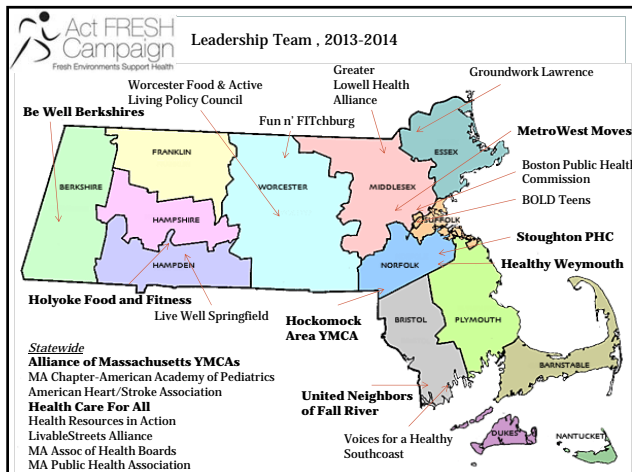 Act FRESH
Campaign
Fresh Environments Support Health
Leadership Team , 2013-2014
Greater
Lowell Health
Alliance
Groundwork Lawrence
Worcester Food & Active
Living Policy Council
Be Well Berkshires
Fun n' FITchburg
MetroWest Moves
FRANKLIN
ESSEX
Boston Public Health
Commission
BERKSHIRE
WORCESTER
MIDDLESEX
BOLD Teens
HAMPSHIRE
SUFFOLK
Stoughton PHC
HAMPDEN
NORFOLK
Healthy Weymouth
Holyoke Food and Fitness
Live Well Springfield
Hockomock
Area YMCA
BRISTOL
PLYMOUTH
BARNSTABLE
Statewide
Alliance of Massachusetts YMCAs
MA Chapter-American Academy of Pediatrics
American Heart/Stroke Association
Health Care For All
Health Resources in Action
LivableStreets Alliance
MA Assoc of Health Boards
MA Public Health Association
United Neighbors
of Fall River
Voices for a Healthy
Southcoast
DUKES
NANTUCKET